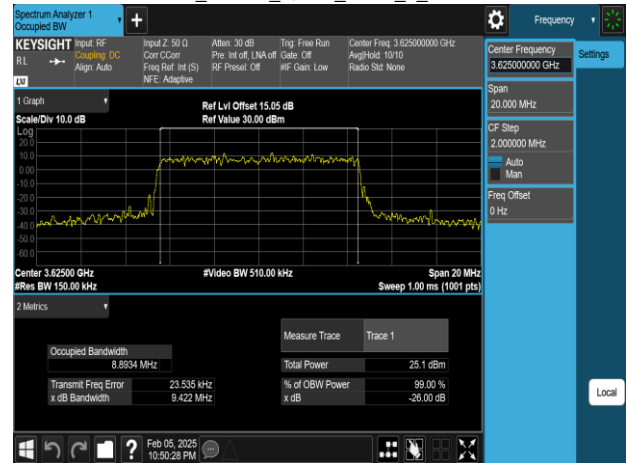 Spectrum Analyzer 1
Occupied BW
Frequency
KEYSIGHT
RL
LXI
Input: RF
Coupling: DC
Align: Auto
Input Z: 50 Ω
Corr CCorr
Freq Ref: Int (S)
NFE: Adaptive
Atten: 30 dB
Pre: Int off, LNA off
RF Presel: Off
Trig: Free Run
Gate: Off
#IF Gain: Low
Center Freq: 3.625000000 GHz
Avg|Hold: 10/10
Radio Std: None
Center Frequency
3.625000000 GHz
Settings
Span
20.000 MHz
CF Step
2.000000 MHz
Auto
Man
Freq Offset
0 Hz
Local
1 Graph
Scale/Div 10.0 dB
Ref Lvl Offset 15.05 dB
Ref Value 30.00 dBm
Log
20.0
10.0
0.00
-10.0
-20.0
-30.0
-40.0
-50.0
-60.0
Center 3.62500 GHz
#Video BW 510.00 kHz
Span 20 MHz
#Res BW 150.00 kHz
Sweep 1.00 ms (1001 pts)
2 Metrics
Measure Trace
Trace 1
Occupied Bandwidth
8.8934 MHz
Total Power
25.1 dBm
Transmit Freq Error
23.535 kHz
% of OBW Power
99.00 %
x dB Bandwidth
9.422 MHz
x dB
-26.00 dB
Feb 05, 2025
10:50:28 PM